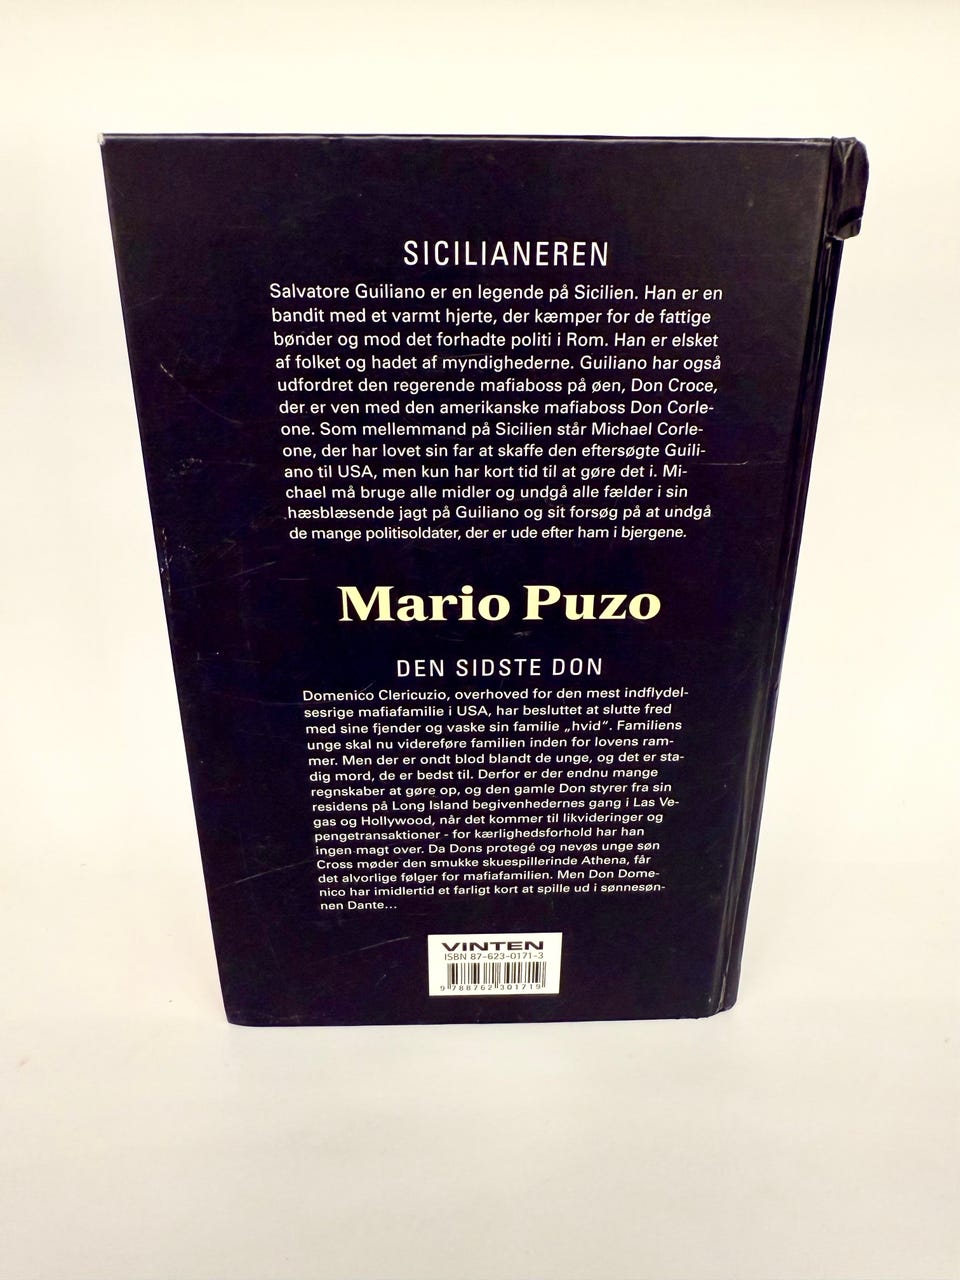 SICILIANEREN
Salvatore Guiliano er en legende på Sicilien. Han er en
bandit med et varmt hjerte, der kæmper for de fattige
bønder og mod det forhadte politi i Rom. Han er elsket
af folket og hadet af myndighederne. Guiliano har også
udfordret den regerende mafiaboss på øen, Don Croce,
der er ven med den amerikanske mafiaboss Don Corle-
one. Som mellemmand på Sicilien står Michael Corle-
one, der har lovet sin far at skaffe den eftersøgte Guili-
ano til USA, men kun har kort tid til at gøre det i. Mi-
chael må bruge alle midler og undgå alle fælder i sin
hæsblæsende jagt på Guiliano og sit forsøg på at undgå
de mange politisoldater, der er ude efter ham i bjergene.
Mario Puzo
DEN SIDSTE DON
Domenico Clericuzio, overhoved for den mest indflydel-
sesrige mafiafamilie i USA, har besluttet at slutte fred
med sine fjender og vaske sin familie „hvid“. Familiens
unge skal nu videreføre familien inden for lovens ram-
mer. Men der er ondt blod blandt de unge, og det er sta-
dig mord, de er bedst til. Derfor er der endnu mange
regnskaber at gøre op, og den gamle Don styrer fra sin
residens på Long Island begivenhedernes gang i Las Ve-
gas og Hollywood, når det kommer til likvideringer og
pengetransaktioner - for kærlighedsforhold har han
ingen magt over. Da Dons protegé og nevøs unge søn
Cross møder den smukke skuespillerinde Athena, får
det alvorlige følger for mafiafamilien. Men Don Dome-
nico har imidlertid et farligt kort at spille ud i sønnesøn-
nen Dante...
VINTEN
ISBN 87-623-0171-3
9 788762 301719